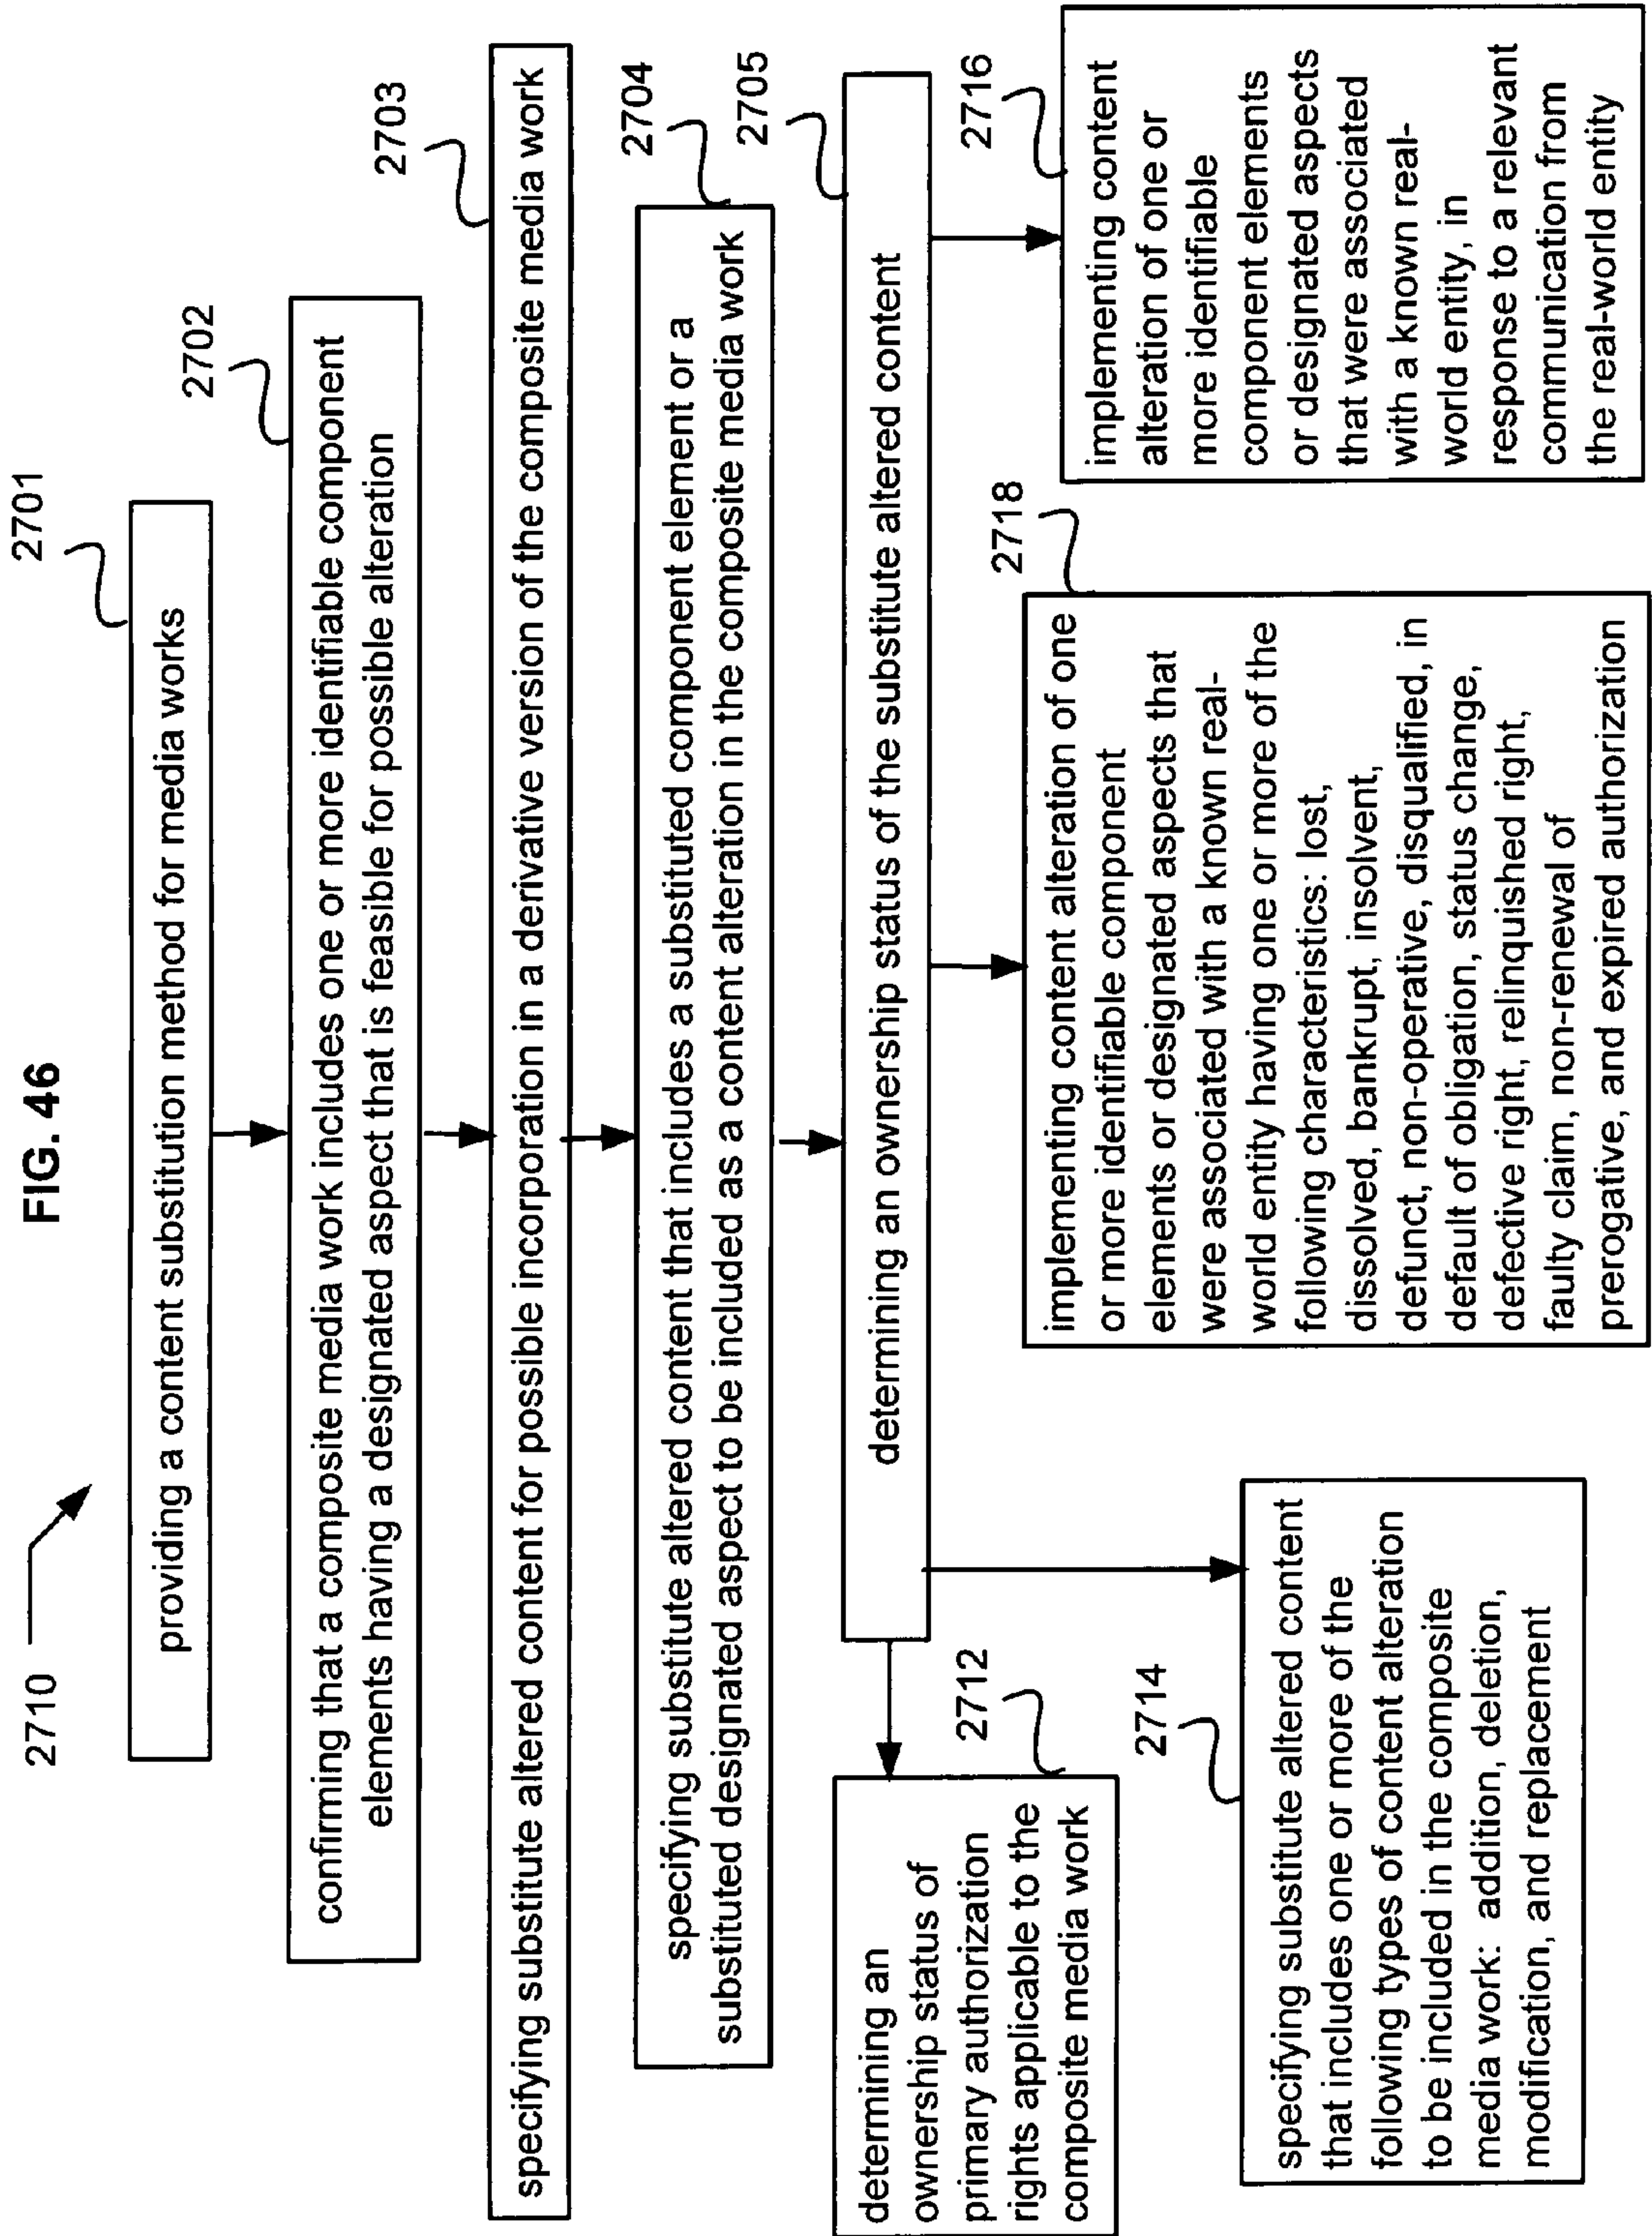 FIG. 46
2710
2701
providing a content substitution method for media works
2702
confirming that a composite media work includes one or more identifiable component
elements having a designated aspect that is feasible for possible alteration
2703
specifying substitute altered content for possible incorporation in a derivative version of the composite media work
2704
specifying substitute altered content that includes a substituted component element or a
substituted designated aspect to be included as a content alteration in the composite media work
2705
determining an ownership status of the substitute altered content
2712
determining an
ownership status of
primary authorization
rights applicable to the
composite media work
2714
specifying substitute altered content
that includes one or more of the
following types of content alteration
to be included in the composite
media work: addition, deletion,
modification, and replacement
2718
implementing content alteration of one
or more identifiable component
elements or designated aspects that
were associated with a known real-
world entity having one or more of the
following characteristics: lost,
dissolved, bankrupt, insolvent,
defunct, non-operative, disqualified, in
default of obligation, status change,
defective right, relinquished right,
faulty claim, non-renewal of
prerogative, and expired authorization
2716
implementing content
alteration of one or
more identifiable
component elements
or designated aspects
that were associated
with a known real-
world entity, in
response to a relevant
communication from
the real-world entity